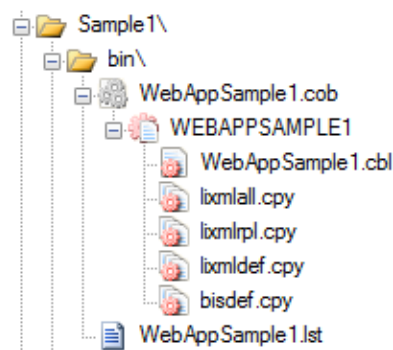 Sample1\
bin\
WebAppSample1.cob
WEBAPPSAMPLE1
WebAppSample1.cbl
lixmlall.cpy
lixmlrpl.cpy
lixmldef.cpy
bisdef.cpy
WebAppSample1.lst